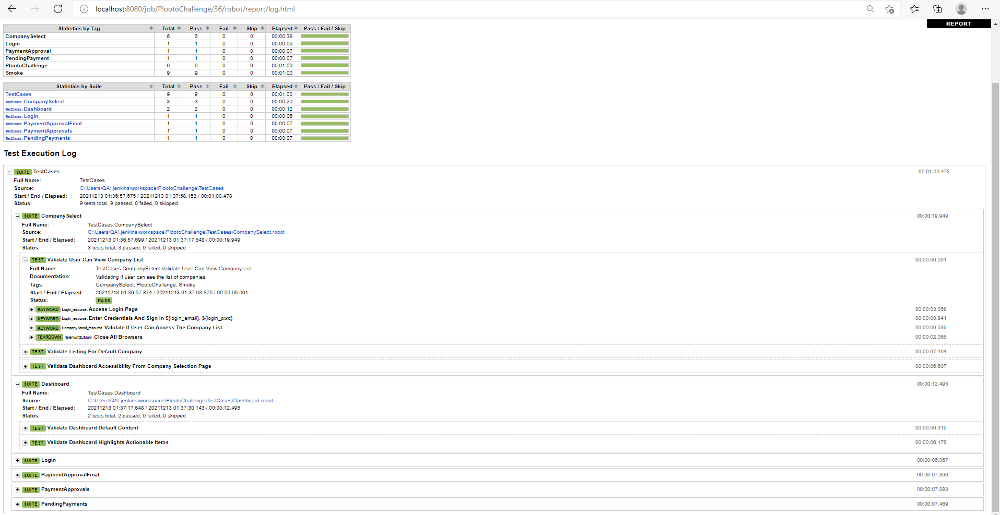 localhost:8080/job/PlootoChallenge/36/robot/report/log.html
REPORT
Statistics by Tag Total Pass Fail Skip Elapsed Pass / Fail / Skip
CompanySelect 6 6 0 0 00:00:39
Login 1 1 0 0 00:00:06
PaymentApproval 1 1 0 0 00:00:07
PendingPayment 1 1 0 0 00:00:07
PlootoChallenge 9 9 0 0 00:01:00
Smoke 9 9 0 0 00:01:00
Statistics by Suite Total Pass Fail Skip Elapsed Pass / Fail / Skip
TestCases 9 9 0 0 00:01:00
TestCases.CompanySelect 3 3 0 0 00:00:20
TestCases.Dashboard 2 2 0 0 00:00:12
TestCases.Login 1 1 0 0 00:00:06
TestCases.PaymentApprovalFinal 1 1 0 0 00:00:07
TestCases.PaymentApprovals 1 1 0 0 00:00:07
TestCases.PendingPayments 1 1 0 0 00:00:07
Test Execution Log
SUITE TestCases 00:01:00.478
Full Name: TestCases
Source: C:\Users\QA\.jenkins\workspace\PlootoChallenge\TestCases
Start / End / Elapsed: 20211213 01:36:57.675 / 20211213 01:37:58.153 / 00:01:00.478
Status: 9 tests total, 9 passed, 0 failed, 0 skipped
SUITE CompanySelect 00:00:19.949
Full Name: TestCases.CompanySelect
Source: C:\Users\QA\.jenkins\workspace\PlootoChallenge\TestCases\CompanySelect.robot
Start / End / Elapsed: 20211213 01:36:57.699 / 20211213 01:37:17.648 / 00:00:19.949
Status: 3 tests total, 3 passed, 0 failed, 0 skipped
TEST Validate User Can View Company List 00:00:06.001
Full Name: TestCases.CompanySelect.Validate User Can View Company List
Documentation: Validating if user can see the list of companies
Tags: CompanySelect, PlootoChallenge, Smoke
Start / End / Elapsed: 20211213 01:36:57.874 / 20211213 01:37:03.875 / 00:00:06.001
Status: PASS
KEYWORD Login_resource.Access Login Page 00:00:03.058
KEYWORD Login_resource.Enter Credentials And Sign In ${login_email}, ${login_pwd} 00:00:00.841
KEYWORD CompanySelect_resource.Validate If User Can Access The Company List 00:00:00.036
TEARDOWN Selenium2Library.Close All Browsers 00:00:02.066
TEST Validate Listing For Default Company 00:00:07.164
TEST Validate Dashboard Accessibility From Company Selection Page 00:00:06.607
SUITE Dashboard 00:00:12.495
Full Name: TestCases.Dashboard
Source: C:\Users\QA\.jenkins\workspace\PlootoChallenge\TestCases\Dashboard.robot
Start / End / Elapsed: 20211213 01:37:17.648 / 20211213 01:37:30.143 / 00:00:12.495
Status: 2 tests total, 2 passed, 0 failed, 0 skipped
TEST Validate Dashboard Default Content 00:00:06.316
TEST Validate Dashboard Highlights Actionable Items 00:00:06.176
SUITE Login 00:00:06.067
SUITE PaymentApprovalFinal 00:00:07.366
SUITE PaymentApprovals 00:00:07.093
SUITE PendingPayments 00:00:07.469